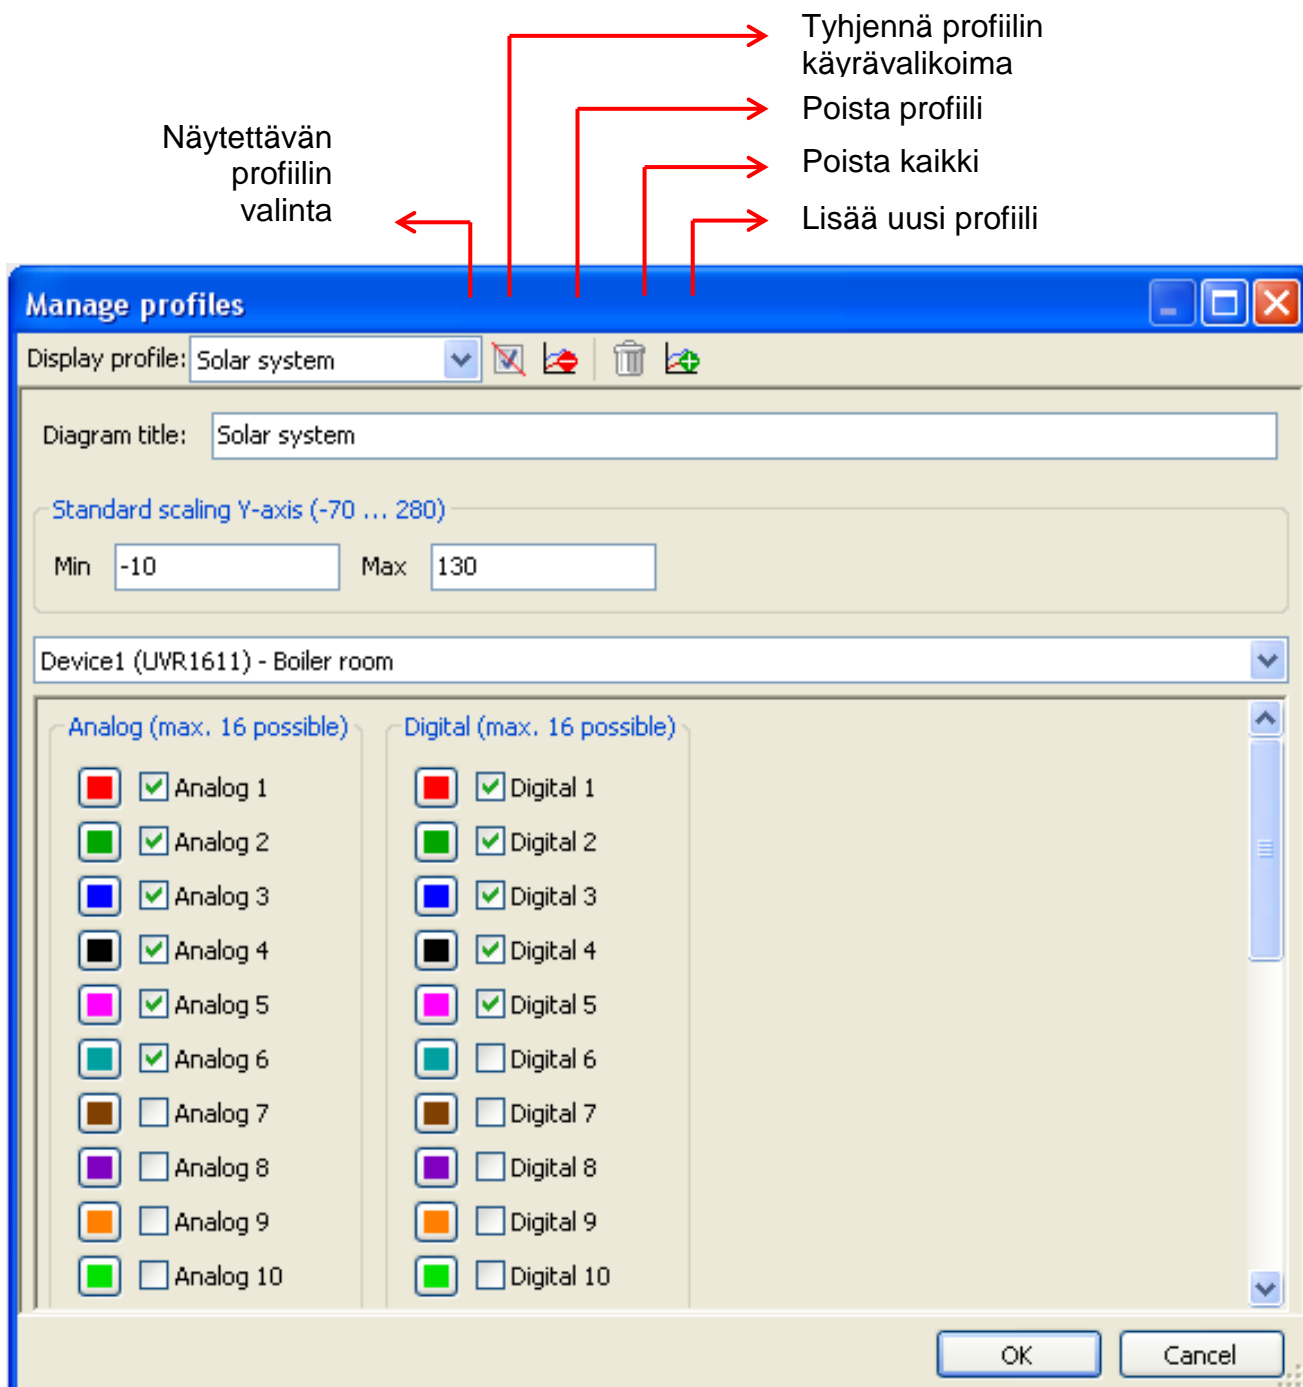 Tyhjennä profiilin
käyrävalikoima
Poista profiili
Poista kaikki
Lisää uusi profiili
Näytettävän
profiilin
valinta
Manage profiles
Display profile: Solar system
Diagram title: Solar system
Standard scaling Y-axis (-70 ... 280)
Min -10 Max 130
Device1 (UVR1611) - Boiler room
Analog (max. 16 possible) Digital (max. 16 possible)
Analog 1 Digital 1
Analog 2 Digital 2
Analog 3 Digital 3
Analog 4 Digital 4
Analog 5 Digital 5
Analog 6 Digital 6
Analog 7 Digital 7
Analog 8 Digital 8
Analog 9 Digital 9
Analog 10 Digital 10
OK Cancel